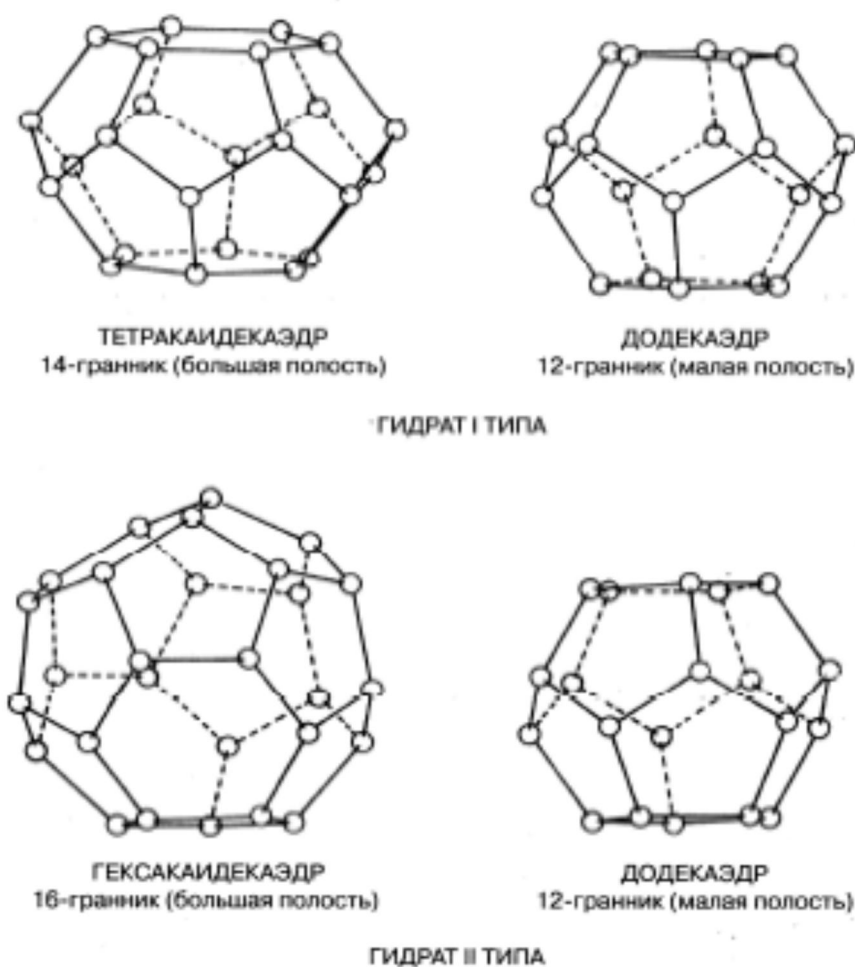 ТЕТРАКАИДЕКАЭДР
14-гранник (большая полость)
ДОДЕКАЭДР
12-гранник (малая полость)
ГИДРАТ I ТИПА
ГЕКСАКАИДЕКАЭДР
16-гранник (большая полость)
ДОДЕКАЭДР
12-гранник (малая полость)
ГИДРАТ II ТИПА